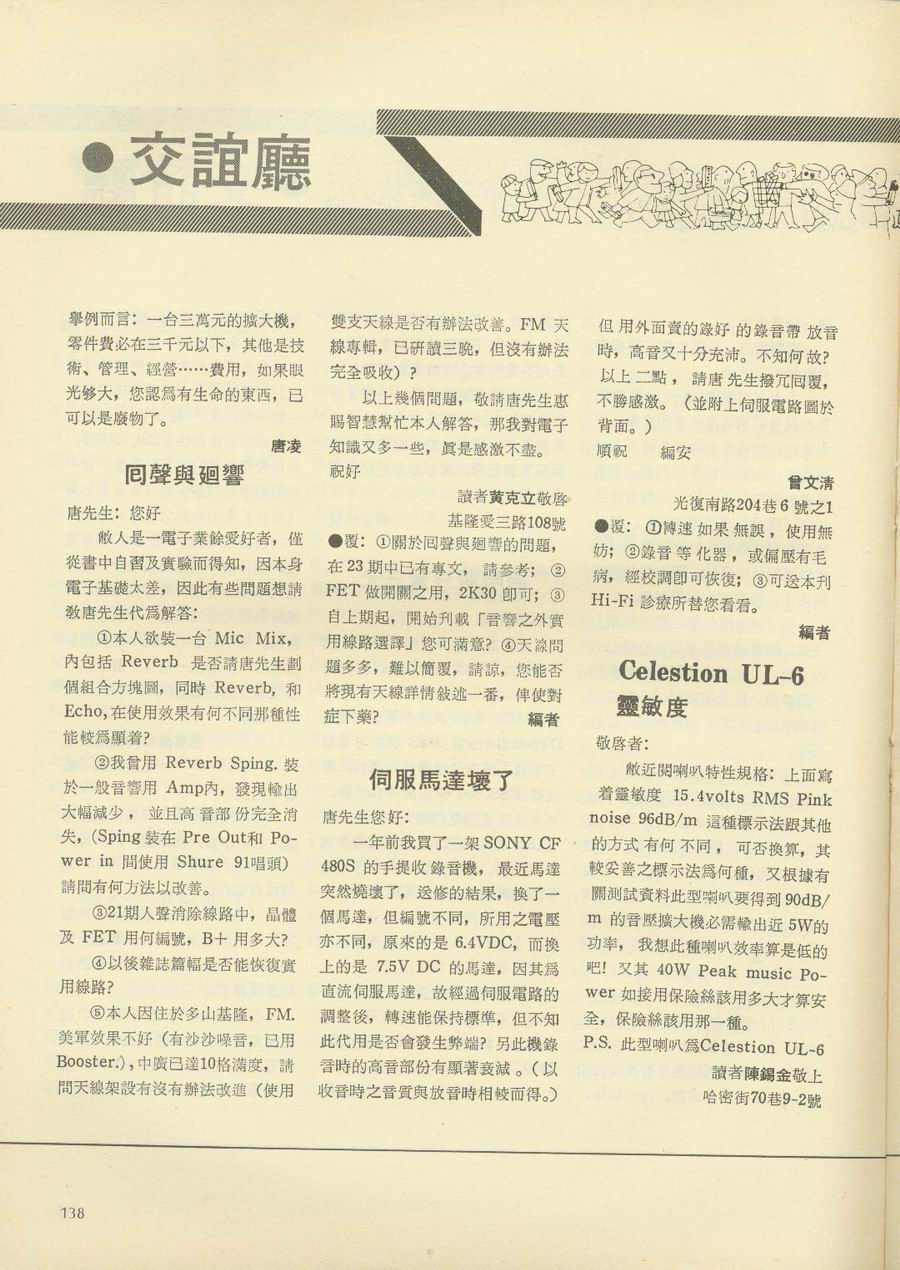 ●交誼廳
舉例而言：一台三萬元的擴大機，
零件費必在三千元以下，其他是技
術、管理、經營……費用，如果眼
光够大，您認爲有生命的東西，已
可以是廢物了。
唐凌
囘聲與廻響
唐先生：您好
敝人是一電子業餘愛好者，僅
從書中自習及實驗而得知，因本身
電子基礎太差，因此有些問題想請
敎唐先生代爲解答：
①本人欲裝一台 Mic Mix，
內包括 Reverb 是否請唐先生劃
個組合方塊圖，同時 Reverb, 和
Echo,在使用效果有何不同那種性
能較爲顯着?
②我曾用 Reverb Sping. 裝
於一般音響用 Amp內，發現輸出
大幅減少，並且高音部份完全消
失，(Sping 裝在 Pre Out和 Po-
wer in 間使用 Shure 91唱頭)
請問有何方法以改善。
③21期人聲消除線路中，晶體
及 FET 用何編號，B＋ 用多大?
④以後雜誌篇幅是否能恢復實
用線路?
⑤本人因住於多山基隆， FM.
美軍效果不好（有沙沙噪音，已用
Booster.)，中廣已達10格滿度，請
問天線架設有沒有辦法改進（使用
雙支天線是否有辦法改善。FM 天
線專輯，已硏讀三晚，但沒有辦法
完全吸收）?
以上幾個問題，敬請唐先生惠
賜智慧幫忙本人解答，那我對電子
知識又多一些，眞是感激不盡。
祝好
讀者黄克立敬啓
基隆愛三路108號
●覆：①關於囘聲與廻響的問題，
在 23 期中已有專文，請參考；②
FET 做開關之用，2K30 卽可；③
自上期起，開始刋載「音響之外實
用線路選譯」您可滿意? ④天線問
題多多，難以簡覆，請諒，您能否
將現有天線詳情敍述一番，俾使對
症下藥?
編者
伺服馬達壞了
唐先生您好：
一年前我買了一架 SONY CF
480S 的手提收錄音機，最近馬達
突然燒壞了，送修的結果，換了一
個馬達，但編號不同，所用之電壓
亦不同，原來的是 6.4VDC，而換
上的是 7.5V DC 的馬達，因其爲
直流伺服馬達，故經過伺服電路的
調整後，轉速能保持標準，但不知
此代用是否會發生弊端? 另此機錄
音時的高音部份有顯著衰減。（以
收音時之音質與放音時相較而得。）
但用外面賣的錄好的錄音帶放音
時，高音又十分充沛。不知何故?
以上二點，請唐先生撥冗囘覆，
不勝感激。（並附上伺服電路圖於
背面。）
順祝　編安
曾文淸
光復南路204巷 6 號之1
●覆：①轉速如果無誤，使用無
妨；②錄音等化器，或偏壓有毛
病，經校調卽可恢復；③可送本刋
Hi-Fi 診療所替您看看。
編者
Celestion UL-6
靈敏度
敬啓者：
敝近閱喇叭特性規格：上面寫
着靈敏度 15.4volts RMS Pink
noise 96dB/m 這種標示法跟其他
的方式有何不同，可否換算，其
較妥善之標示法爲何種，又根據有
關測試資料此型喇叭要得到 90dB/
m 的音壓擴大機必需輸出近 5W的
功率，我想此種喇叭效率算是低的
吧! 又其 40W Peak music Po-
wer 如接用保險絲該用多大才算安
全，保險絲該用那一種。
P.S. 此型喇叭爲Celestion UL-6
讀者陳錫金敬上
哈密街70巷9-2號
138